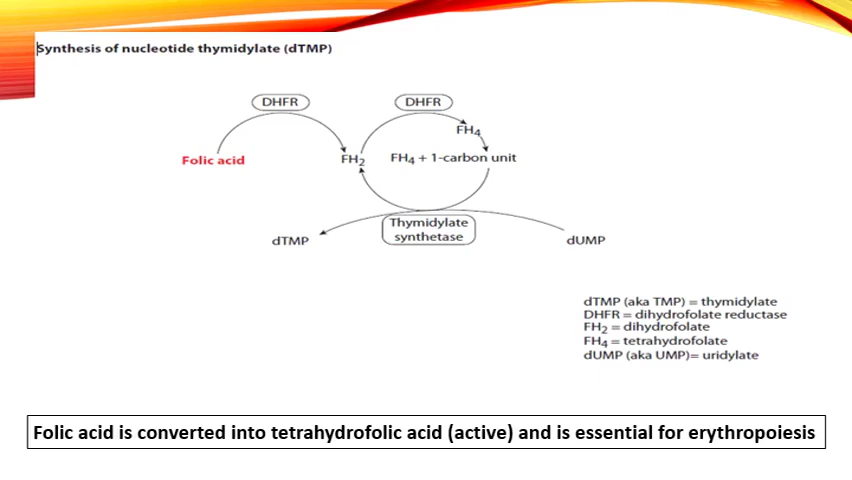 Synthesis of nucleotide thymidylate (dTMP)
DHFR
DHFR
FH₄
Folic acid
FH₂
FH₄ + 1-carbon unit
Thymidylate
synthetase
dTMP
dUMP
dTMP (aka TMP) = thymidylate
DHFR = dihydrofolate reductase
FH₂ = dihydrofolate
FH₄ = tetrahydrofolate
dUMP (aka UMP)= uridylate
Folic acid is converted into tetrahydrofolic acid (active) and is essential for erythropoiesis